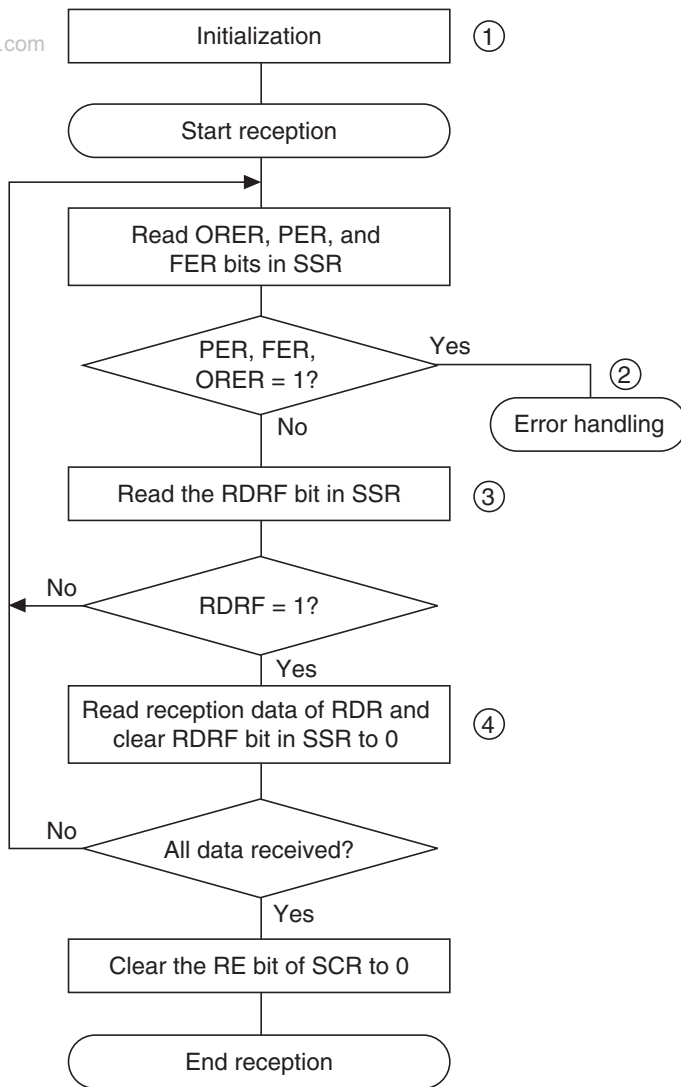 .com
Initialization
1
Start reception
Read ORER, PER, and
FER bits in SSR
PER, FER,
ORER = 1?
Yes
2
Error handling
No
Read the RDRF bit in SSR
3
No
RDRF = 1?
Yes
Read reception data of RDR and
clear RDRF bit in SSR to 0
4
No
All data received?
Yes
Clear the RE bit of SCR to 0
End reception